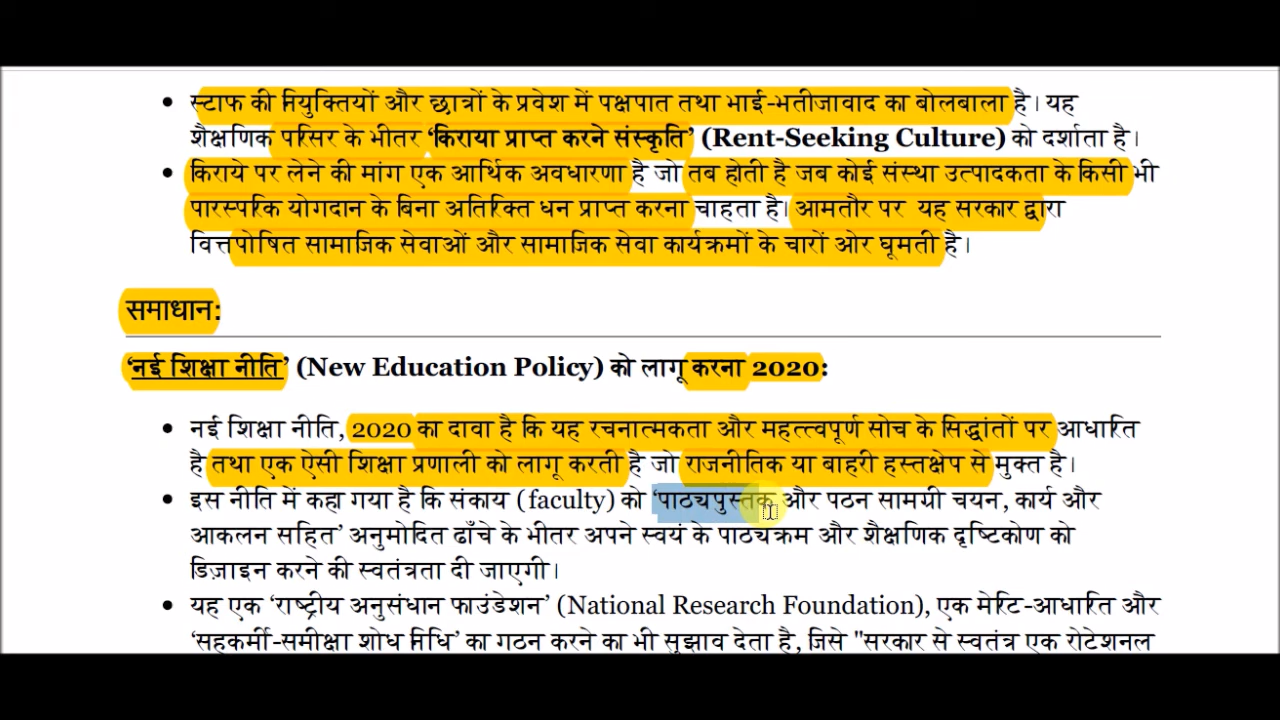 स्टाफ की नियुक्तियों और छात्रों के प्रवेश में पक्षपात तथा भाई-भतीजावाद का बोलबाला है। यह
शैक्षणिक परिसर के भीतर ‘किराया प्राप्त करने संस्कृति’ (Rent-Seeking Culture) को दर्शाता है।
किराये पर लेने की मांग एक आर्थिक अवधारणा है जो तब होती है जब कोई संस्था उत्पादकता के किसी भी
पारस्परिक योगदान के बिना अतिरिक्त धन प्राप्त करना चाहता है। आमतौर पर यह सरकार द्वारा
वित्तपोषित सामाजिक सेवाओं और सामाजिक सेवा कार्यक्रमों के चारों ओर घूमती है।
समाधान:
‘नई शिक्षा नीति’ (New Education Policy) को लागू करना 2020:
नई शिक्षा नीति, 2020 का दावा है कि यह रचनात्मकता और महत्त्वपूर्ण सोच के सिद्धांतों पर आधारित
है तथा एक ऐसी शिक्षा प्रणाली को लागू करती है जो राजनीतिक या बाहरी हस्तक्षेप से मुक्त है।
इस नीति में कहा गया है कि संकाय (faculty) को ‘पाठ्यपुस्तक और पठन सामग्री चयन, कार्य और
आकलन सहित’ अनुमोदित ढाँचे के भीतर अपने स्वयं के पाठ्यक्रम और शैक्षणिक दृष्टिकोण को
डिज़ाइन करने की स्वतंत्रता दी जाएगी।
यह एक ‘राष्ट्रीय अनुसंधान फाउंडेशन’ (National Research Foundation), एक मेरिट-आधारित और
‘सहकर्मी-समीक्षा शोध निधि’ का गठन करने का भी सुझाव देता है, जिसे "सरकार से स्वतंत्र एक रोटेशनल